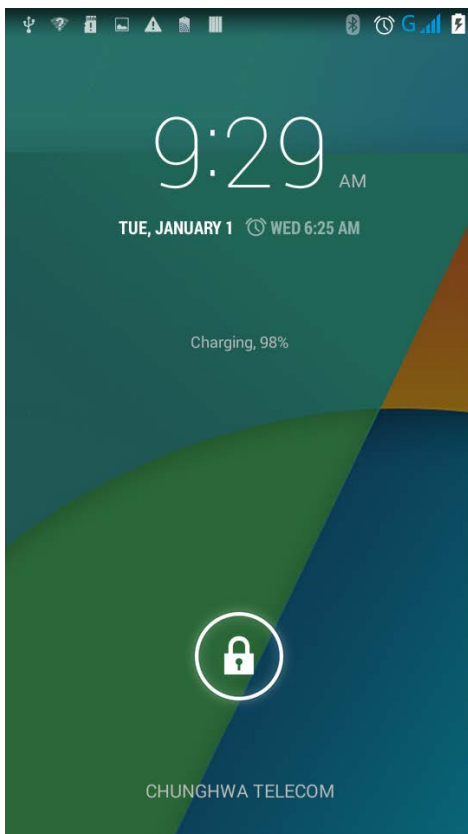 G
9:29 AM
TUE, JANUARY 1 WED 6:25 AM
Charging, 98%
CHUNGHWA TELECOM